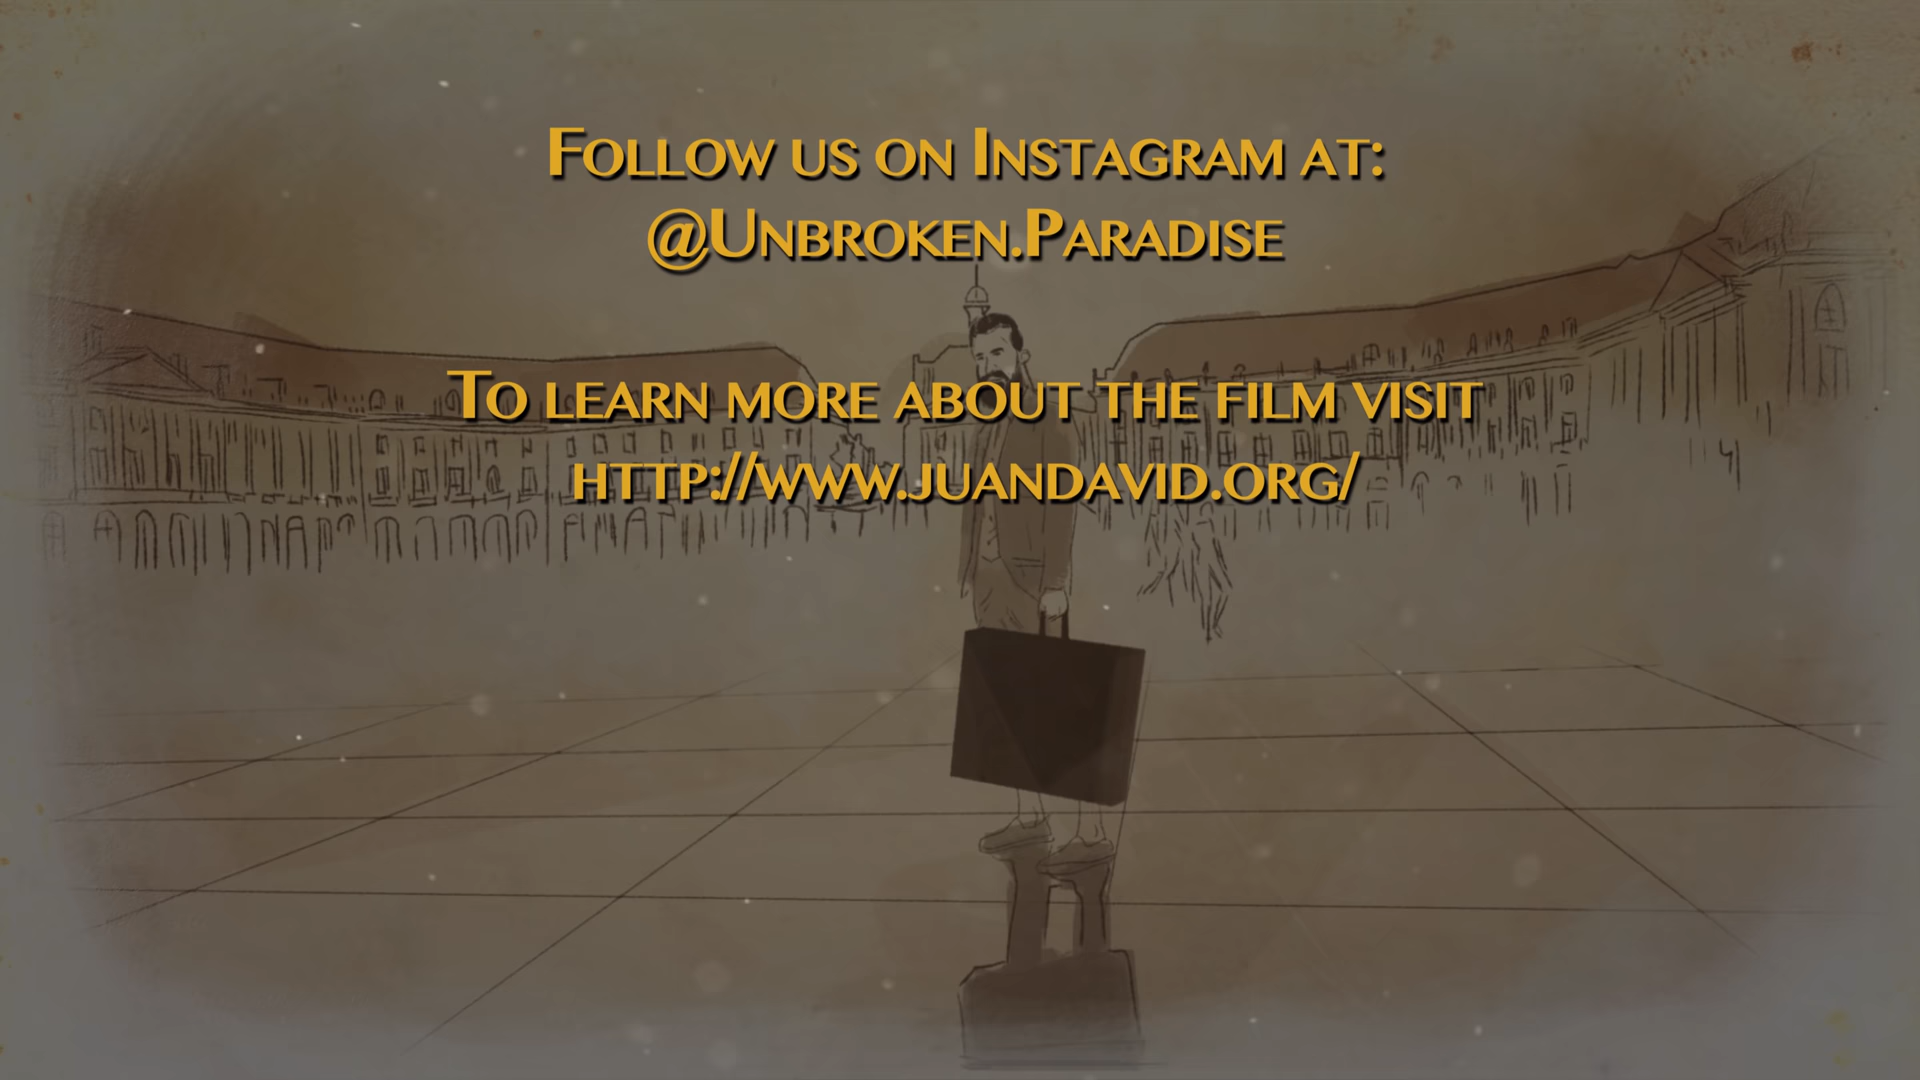 Follow us on Instagram at:
@Unbroken.Paradise
To learn more about the film visit
http://www.juandavid.org/